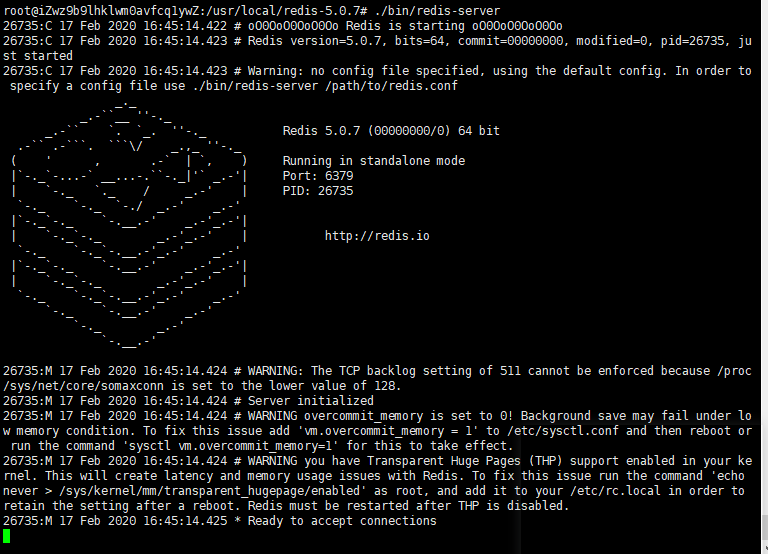 root@iZwz9b9lhklwm0avfcq1ywZ:/usr/local/redis-5.0.7# ./bin/redis-server
26735:C 17 Feb 2020 16:45:14.422 # oO0OoO0OoO0Oo Redis is starting oO0OoO0OoO0Oo
26735:C 17 Feb 2020 16:45:14.423 # Redis version=5.0.7, bits=64, commit=00000000, modified=0, pid=26735, ju
st started
26735:C 17 Feb 2020 16:45:14.423 # Warning: no config file specified, using the default config. In order to
 specify a config file use ./bin/redis-server /path/to/redis.conf
Redis 5.0.7 (00000000/0) 64 bit
Running in standalone mode
Port: 6379
PID: 26735
http://redis.io
26735:M 17 Feb 2020 16:45:14.424 # WARNING: The TCP backlog setting of 511 cannot be enforced because /proc
/sys/net/core/somaxconn is set to the lower value of 128.
26735:M 17 Feb 2020 16:45:14.424 # Server initialized
26735:M 17 Feb 2020 16:45:14.424 # WARNING overcommit_memory is set to 0! Background save may fail under lo
w memory condition. To fix this issue add 'vm.overcommit_memory = 1' to /etc/sysctl.conf and then reboot or
 run the command 'sysctl vm.overcommit_memory=1' for this to take effect.
26735:M 17 Feb 2020 16:45:14.424 # WARNING you have Transparent Huge Pages (THP) support enabled in your ke
rnel. This will create latency and memory usage issues with Redis. To fix this issue run the command 'echo
never > /sys/kernel/mm/transparent_hugepage/enabled' as root, and add it to your /etc/rc.local in order to
retain the setting after a reboot. Redis must be restarted after THP is disabled.
26735:M 17 Feb 2020 16:45:14.425 * Ready to accept connections